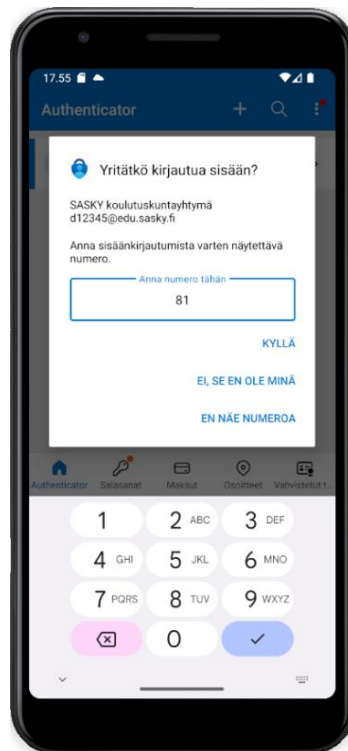 17.55
Authenticator
Yritätkö kirjautua sisään?
SASKY koulutuskuntayhtymä
d12345@edu.sasky.fi
Anna sisäänkirjautumista varten näytettävä
numero.
Anna numero tähän
81
KYLLÄ
EI, SE EN OLE MINÄ
EN NÄE NUMEROA
Authenticator Salasanat Maksut Osoitteet Vahvistetut t...
1 2 ABC 3 DEF
4 GHI 5 JKL 6 MNO
7 PQRS 8 TUV 9 WXYZ
0